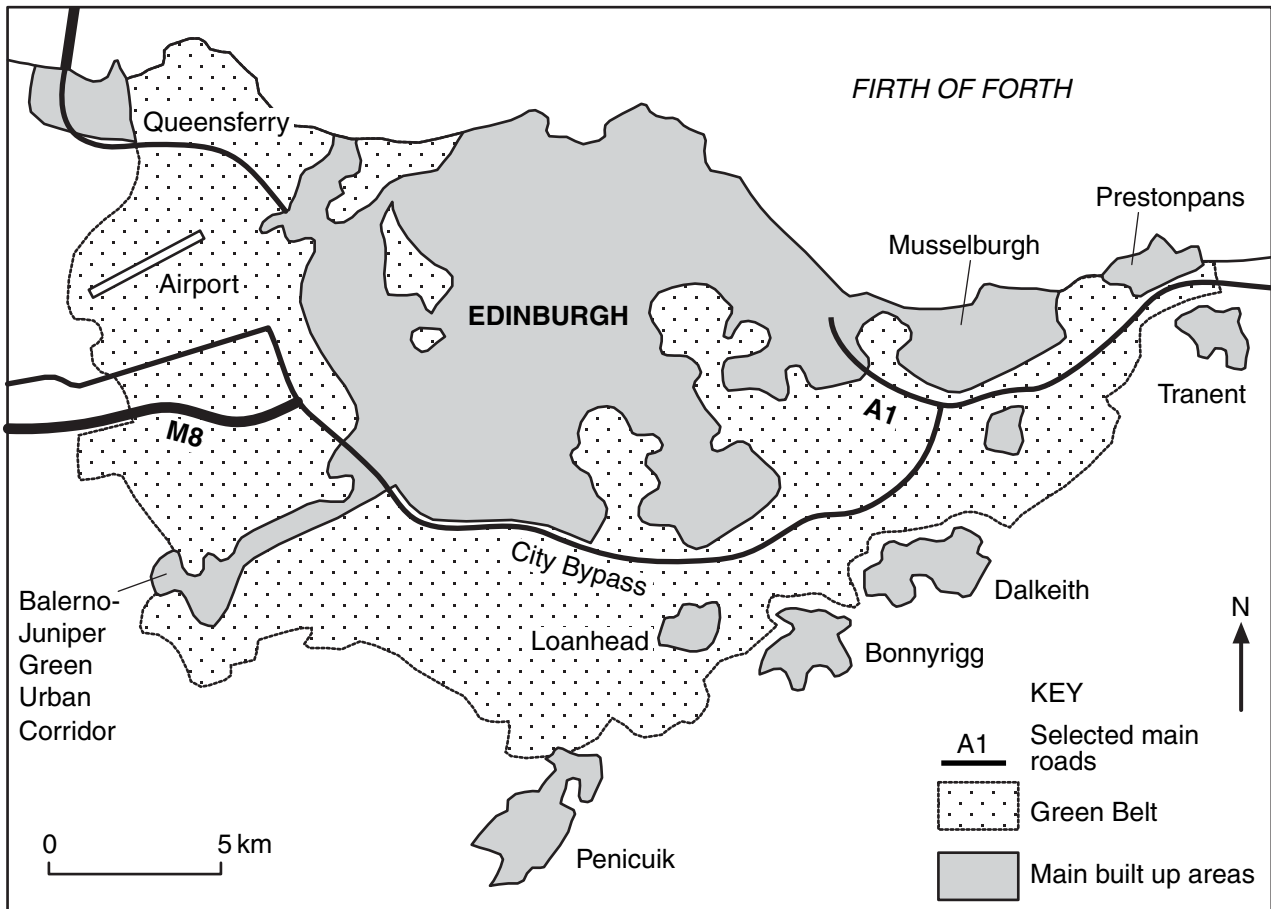 FIRTH OF FORTH
Queensferry
Prestonpans
Musselburgh
Airport
EDINBURGH
Tranent
A1
M8
City Bypass
Balerno-
Juniper
Green
Urban
Corridor
Dalkeith
Loanhead
Bonnyrigg
Penicuik
N
KEY
A1
Selected main
roads
Green Belt
Main built up areas
0
5 km